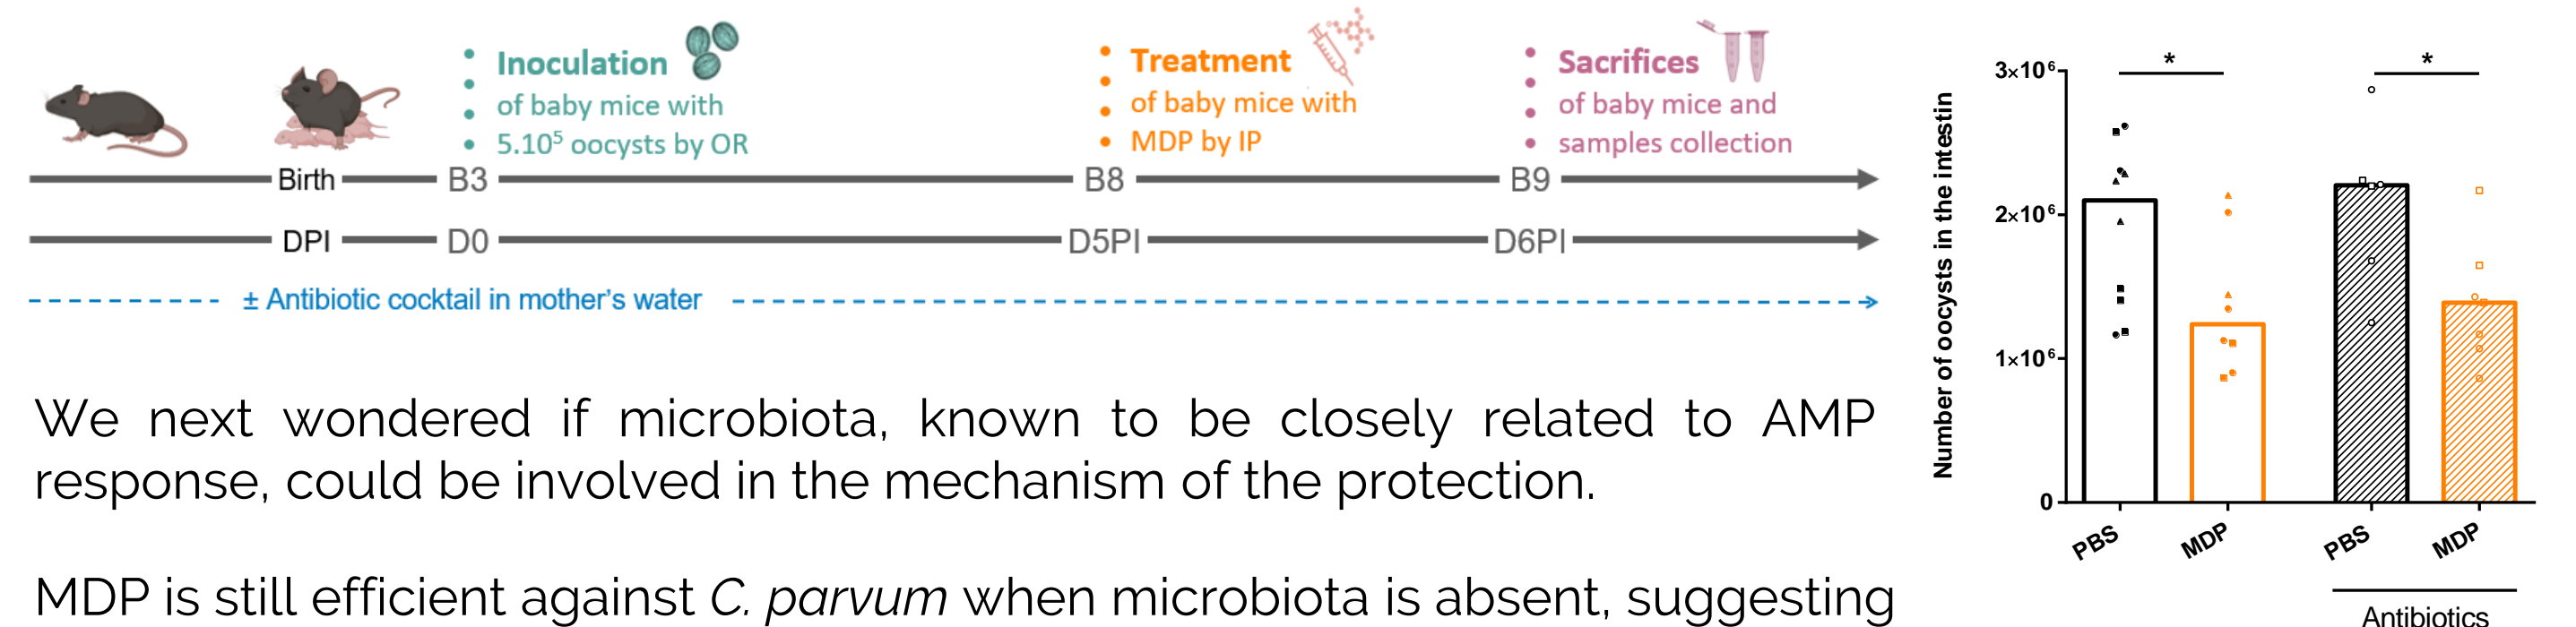 Inoculation
of baby mice with
5.10⁵ oocysts by OR
Treatment
of baby mice with
MDP by IP
Sacrifices
of baby mice and
samples collection
Birth B3 B8 B9
DPI D0 D5PI D6PI
± Antibiotic cocktail in mother's water
We next wondered if microbiota, known to be closely related to AMP
response, could be involved in the mechanism of the protection.
MDP is still efficient against C. parvum when microbiota is absent, suggesting
Number of oocysts in the intestin
3×10⁶
2×10⁶
1×10⁶
0
* *
PBS MDP PBS MDP
Antibiotics